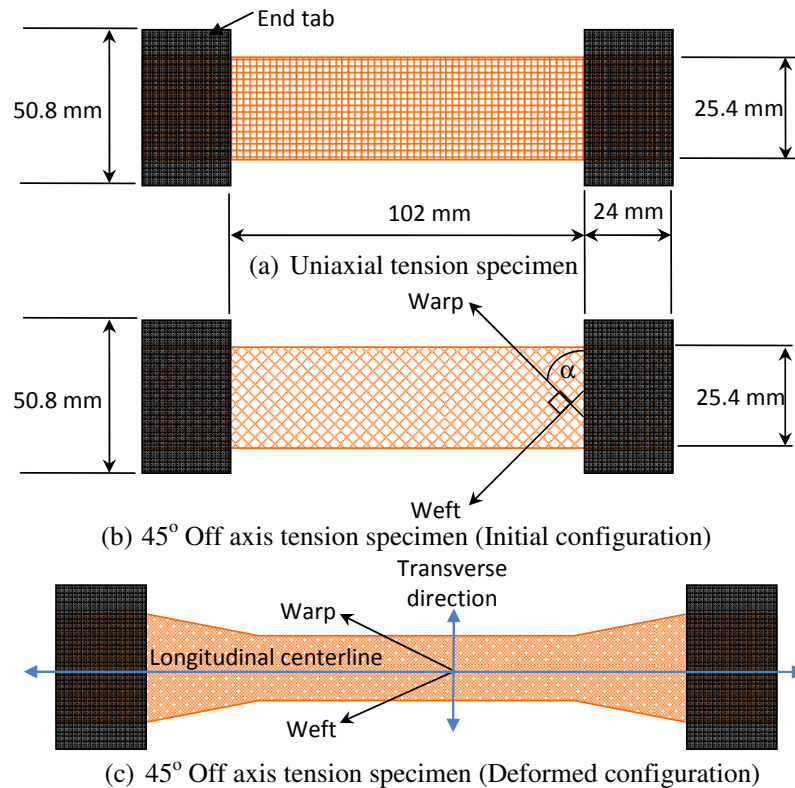 End tab
50.8 mm
25.4 mm
102 mm
24 mm
(a) Uniaxial tension specimen
Warp
α
50.8 mm
25.4 mm
Weft
(b) 45° Off axis tension specimen (Initial configuration)
Transverse
direction
Warp
Longitudinal centerline
Weft
(c) 45° Off axis tension specimen (Deformed configuration)